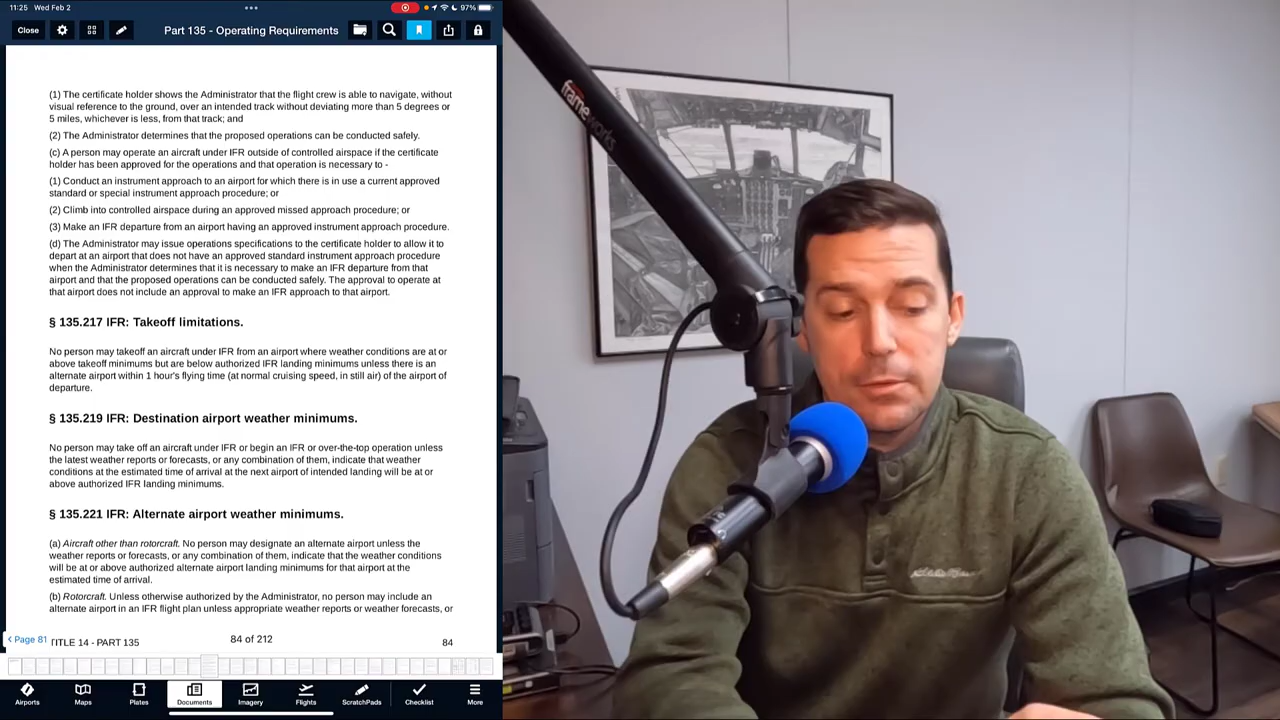 11:25 Wed Feb 2
97%
Close
Part 135 - Operating Requirements
(1) The certificate holder shows the Administrator that the flight crew is able to navigate, without
visual reference to the ground, over an intended track without deviating more than 5 degrees or
5 miles, whichever is less, from that track; and
(2) The Administrator determines that the proposed operations can be conducted safely.
(c) A person may operate an aircraft under IFR outside of controlled airspace if the certificate
holder has been approved for the operations and that operation is necessary to -
(1) Conduct an instrument approach to an airport for which there is in use a current approved
standard or special instrument approach procedure; or
(2) Climb into controlled airspace during an approved missed approach procedure; or
(3) Make an IFR departure from an airport having an approved instrument approach procedure.
(d) The Administrator may issue operations specifications to the certificate holder to allow it to
depart at an airport that does not have an approved standard instrument approach procedure
when the Administrator determines that it is necessary to make an IFR departure from that
airport and that the proposed operations can be conducted safely. The approval to operate at
that airport does not include an approval to make an IFR approach to that airport.
§ 135.217 IFR: Takeoff limitations.
No person may takeoff an aircraft under IFR from an airport where weather conditions are at or
above takeoff minimums but are below authorized IFR landing minimums unless there is an
alternate airport within 1 hour's flying time (at normal cruising speed, in still air) of the airport of
departure.
§ 135.219 IFR: Destination airport weather minimums.
No person may take off an aircraft under IFR or begin an IFR or over-the-top operation unless
the latest weather reports or forecasts, or any combination of them, indicate that weather
conditions at the estimated time of arrival at the next airport of intended landing will be at or
above authorized IFR landing minimums.
§ 135.221 IFR: Alternate airport weather minimums.
(a) Aircraft other than rotorcraft. No person may designate an alternate airport unless the
weather reports or forecasts, or any combination of them, indicate that the weather conditions
will be at or above authorized alternate airport landing minimums for that airport at the
estimated time of arrival.
(b) Rotorcraft. Unless otherwise authorized by the Administrator, no person may include an
alternate airport in an IFR flight plan unless appropriate weather reports or weather forecasts, or
Page 81
TITLE 14 - PART 135
84 of 212
84
Airports
Maps
Plates
Documents
Imagery
Flights
ScratchPads
Checklist
More
frameworks
Eddie Bauer